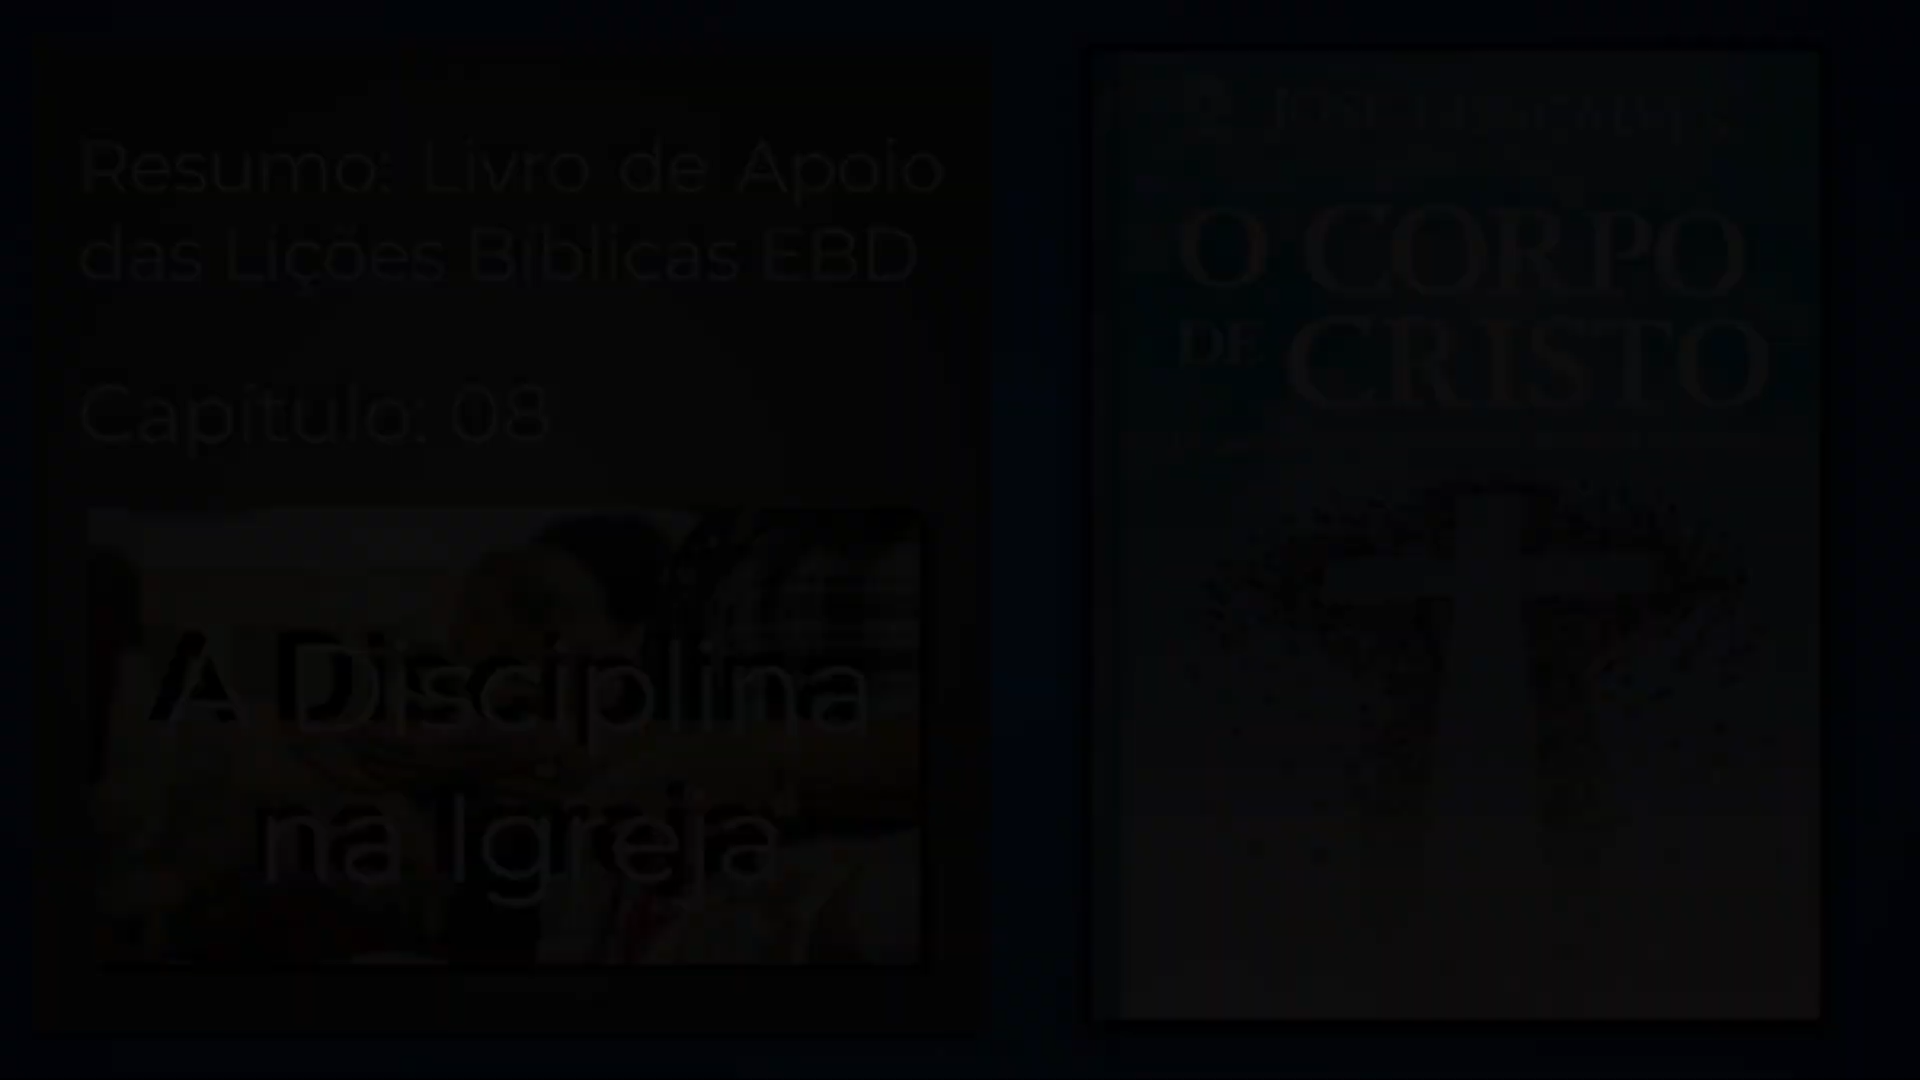 Resumo: Livro de Apoio
das Lições Bíblicas EBD
Capítulo: 08
A Disciplina
na Igreja
O CORPO
DE CRISTO